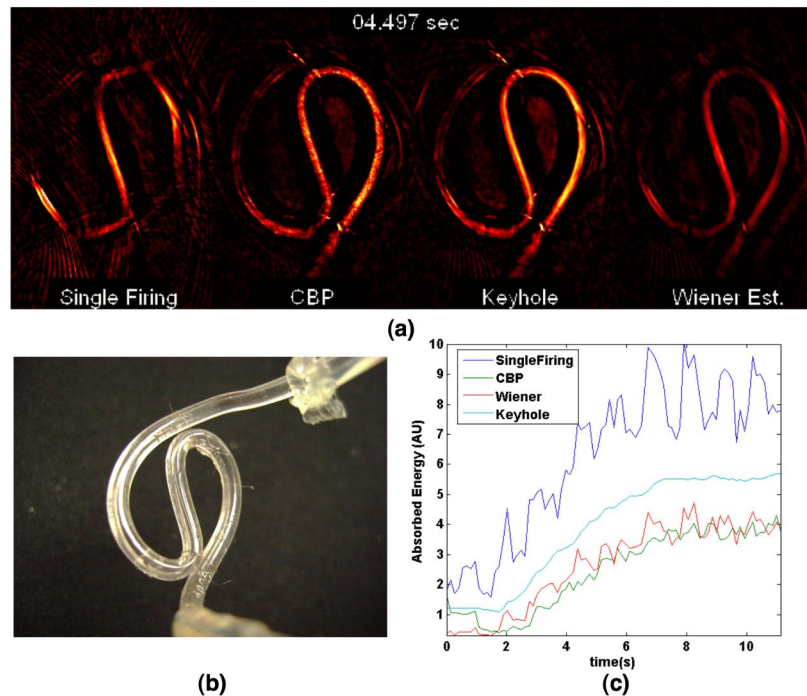 04.497 sec
Single Firing
CBP
Keyhole
Wiener Est.
(a)
10
9
8
7
6
5
4
3
2
1
SingleFiring
CBP
Wiener
Keyhole
Absorbed Energy (AU)
0
2
4
6
8
10
time(s)
(b)
(c)